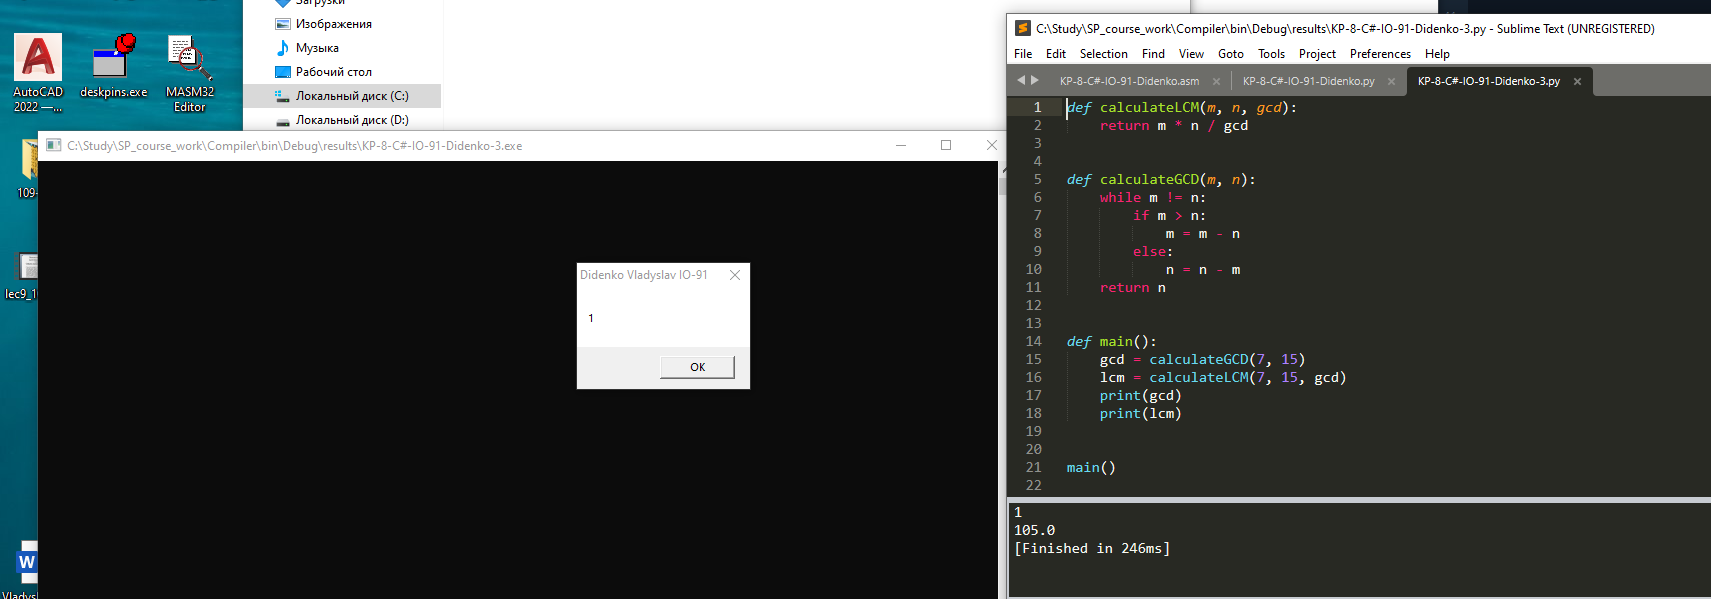 Загрузки
Изображения
Музыка
Рабочий стол
Локальный диск (C:)
Локальный диск (D:)
AutoCAD
2022 —...
deskpins.exe
MASM32
Editor
109-
lec9_1
Vladysl
C:\Study\SP_course_work\Compiler\bin\Debug\results\KP-8-C#-IO-91-Didenko-3.exe
Didenko Vladyslav IO-91
1
OK
C:\Study\SP_course_work\Compiler\bin\Debug\results\KP-8-C#-IO-91-Didenko-3.py - Sublime Text (UNREGISTERED)
File Edit Selection Find View Goto Tools Project Preferences Help
KP-8-C#-IO-91-Didenko.asm KP-8-C#-IO-91-Didenko.py KP-8-C#-IO-91-Didenko-3.py
1 def calculateLCM(m, n, gcd):
2     return m * n / gcd
3
4
5 def calculateGCD(m, n):
6     while m != n:
7         if m > n:
8             m = m - n
9         else:
10             n = n - m
11     return n
12
13
14 def main():
15     gcd = calculateGCD(7, 15)
16     lcm = calculateLCM(7, 15, gcd)
17     print(gcd)
18     print(lcm)
19
20
21 main()
22
1
105.0
[Finished in 246ms]